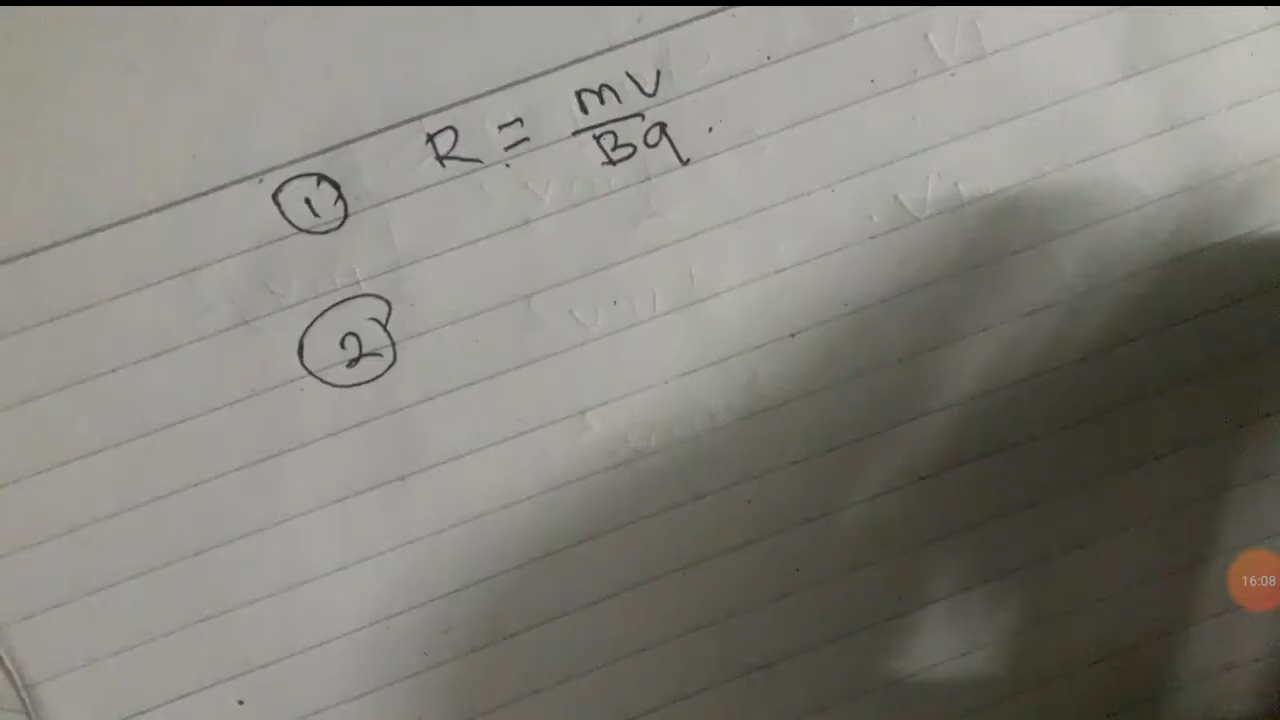 ① R = mv/Bq.
②
16:08